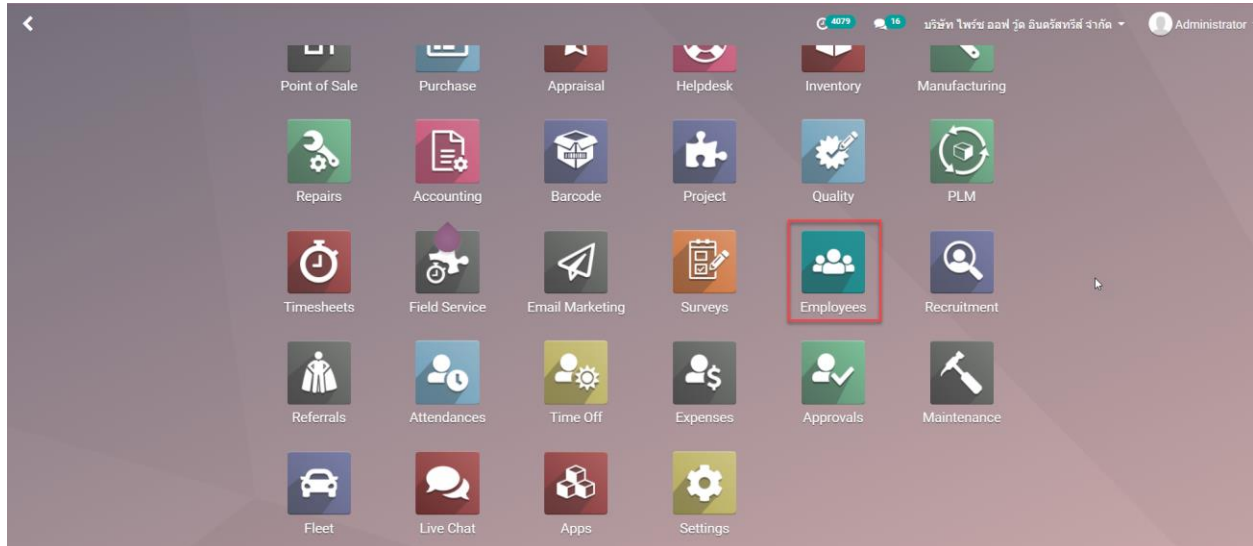 4079 16 บริษัท ไพร์ซ ออฟ วู้ด อินดรัสทรีส์ จำกัด Administrator
Point of Sale Purchase Appraisal Helpdesk Inventory Manufacturing
Repairs Accounting Barcode Project Quality PLM
Timesheets Field Service Email Marketing Surveys Employees Recruitment
Referrals Attendances Time Off Expenses Approvals Maintenance
Fleet Live Chat Apps Settings